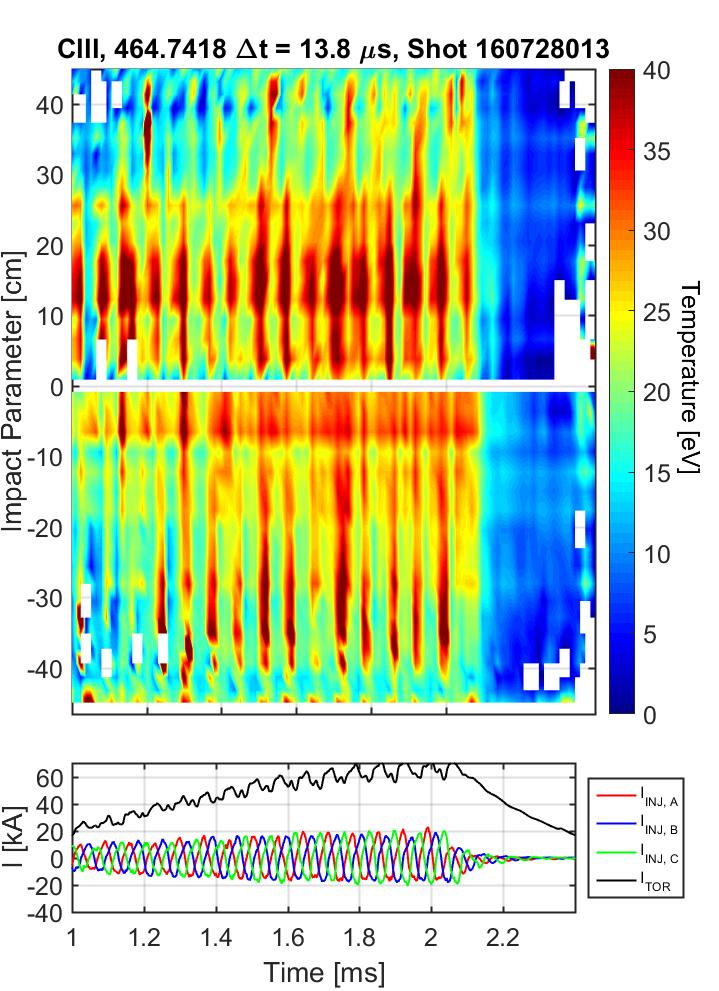 CIII, 464.7418 Δt = 13.8 μs, Shot 160728013
40
30
20
10
0
-10
-20
-30
-40
Impact Parameter [cm]
40
35
30
25
20
15
10
5
0
Temperature [eV]
60
40
20
0
-20
-40
I [kA]
1 1.2 1.4 1.6 1.8 2 2.2
Time [ms]
I_INJ, A
I_INJ, B
I_INJ, C
I_TOR